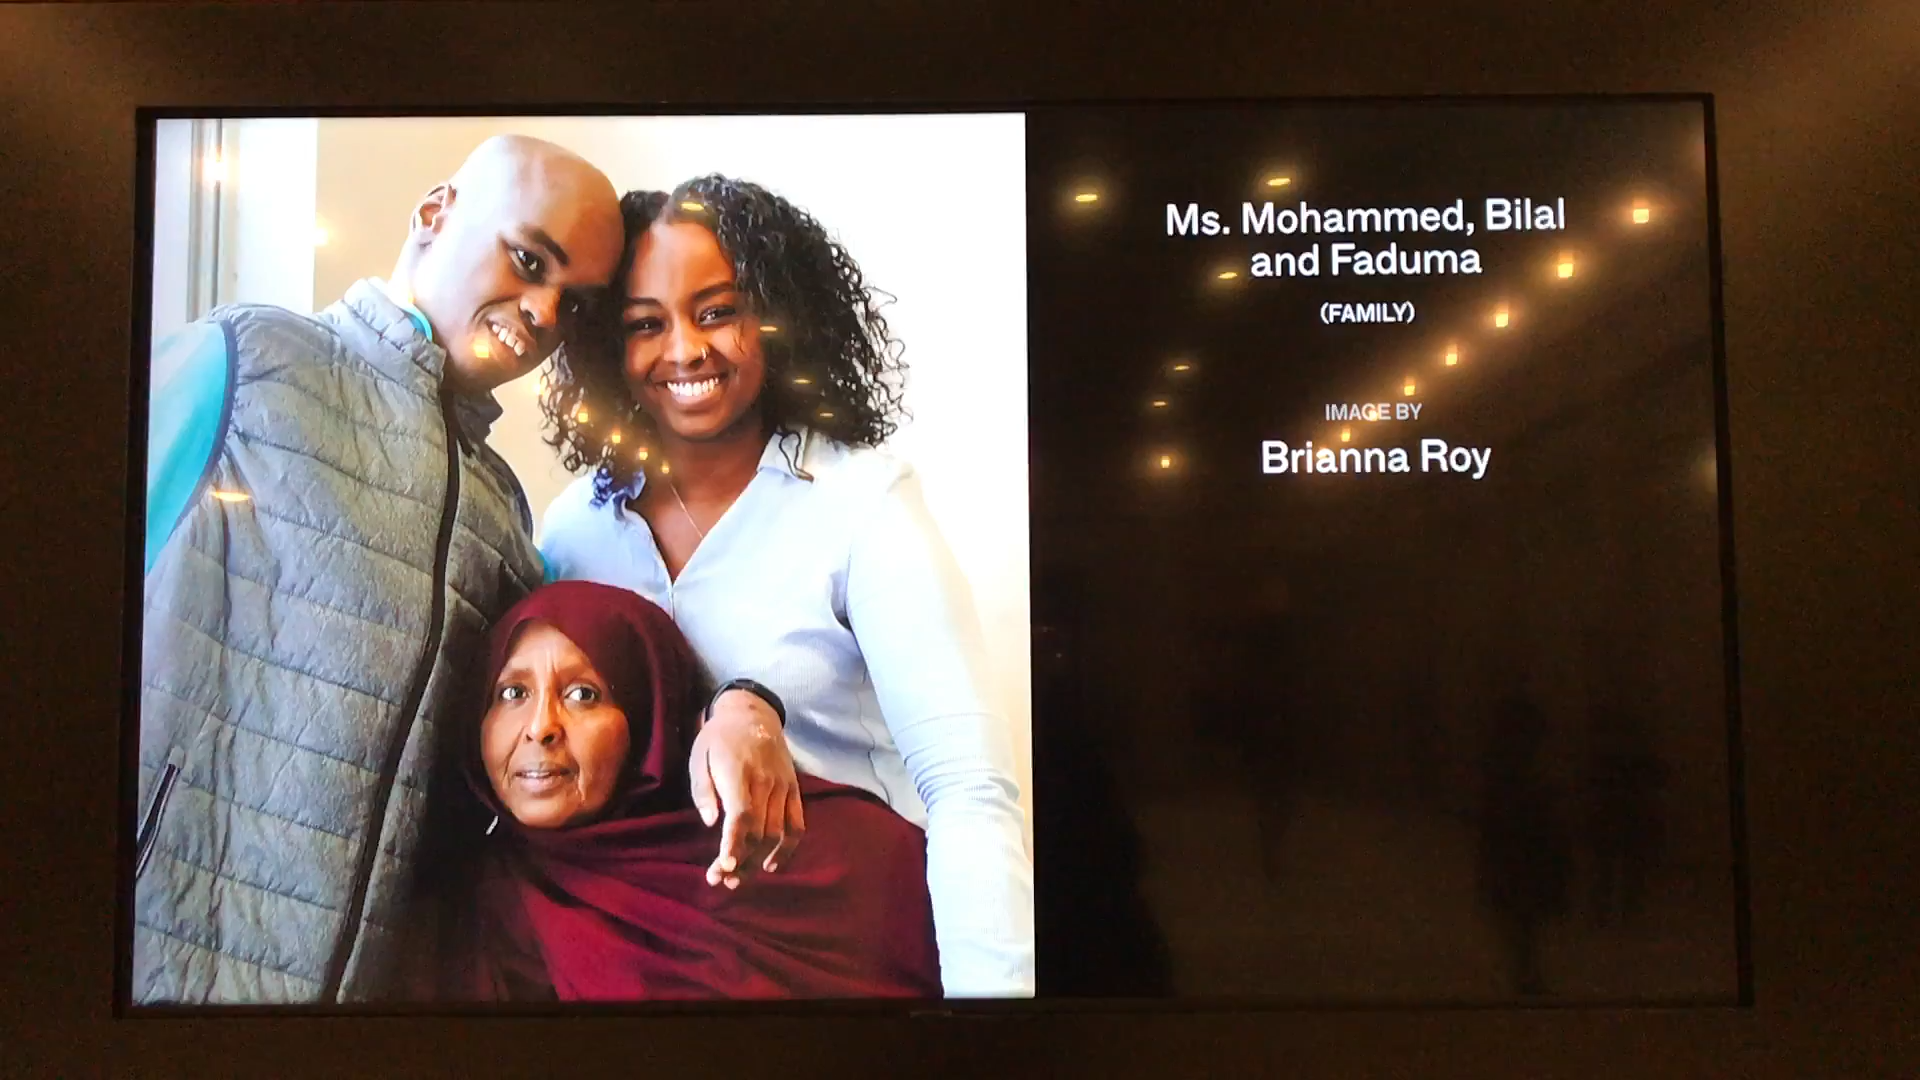 Ms. Mohammed, Bilal
and Faduma
(FAMILY)
IMAGE BY
Brianna Roy